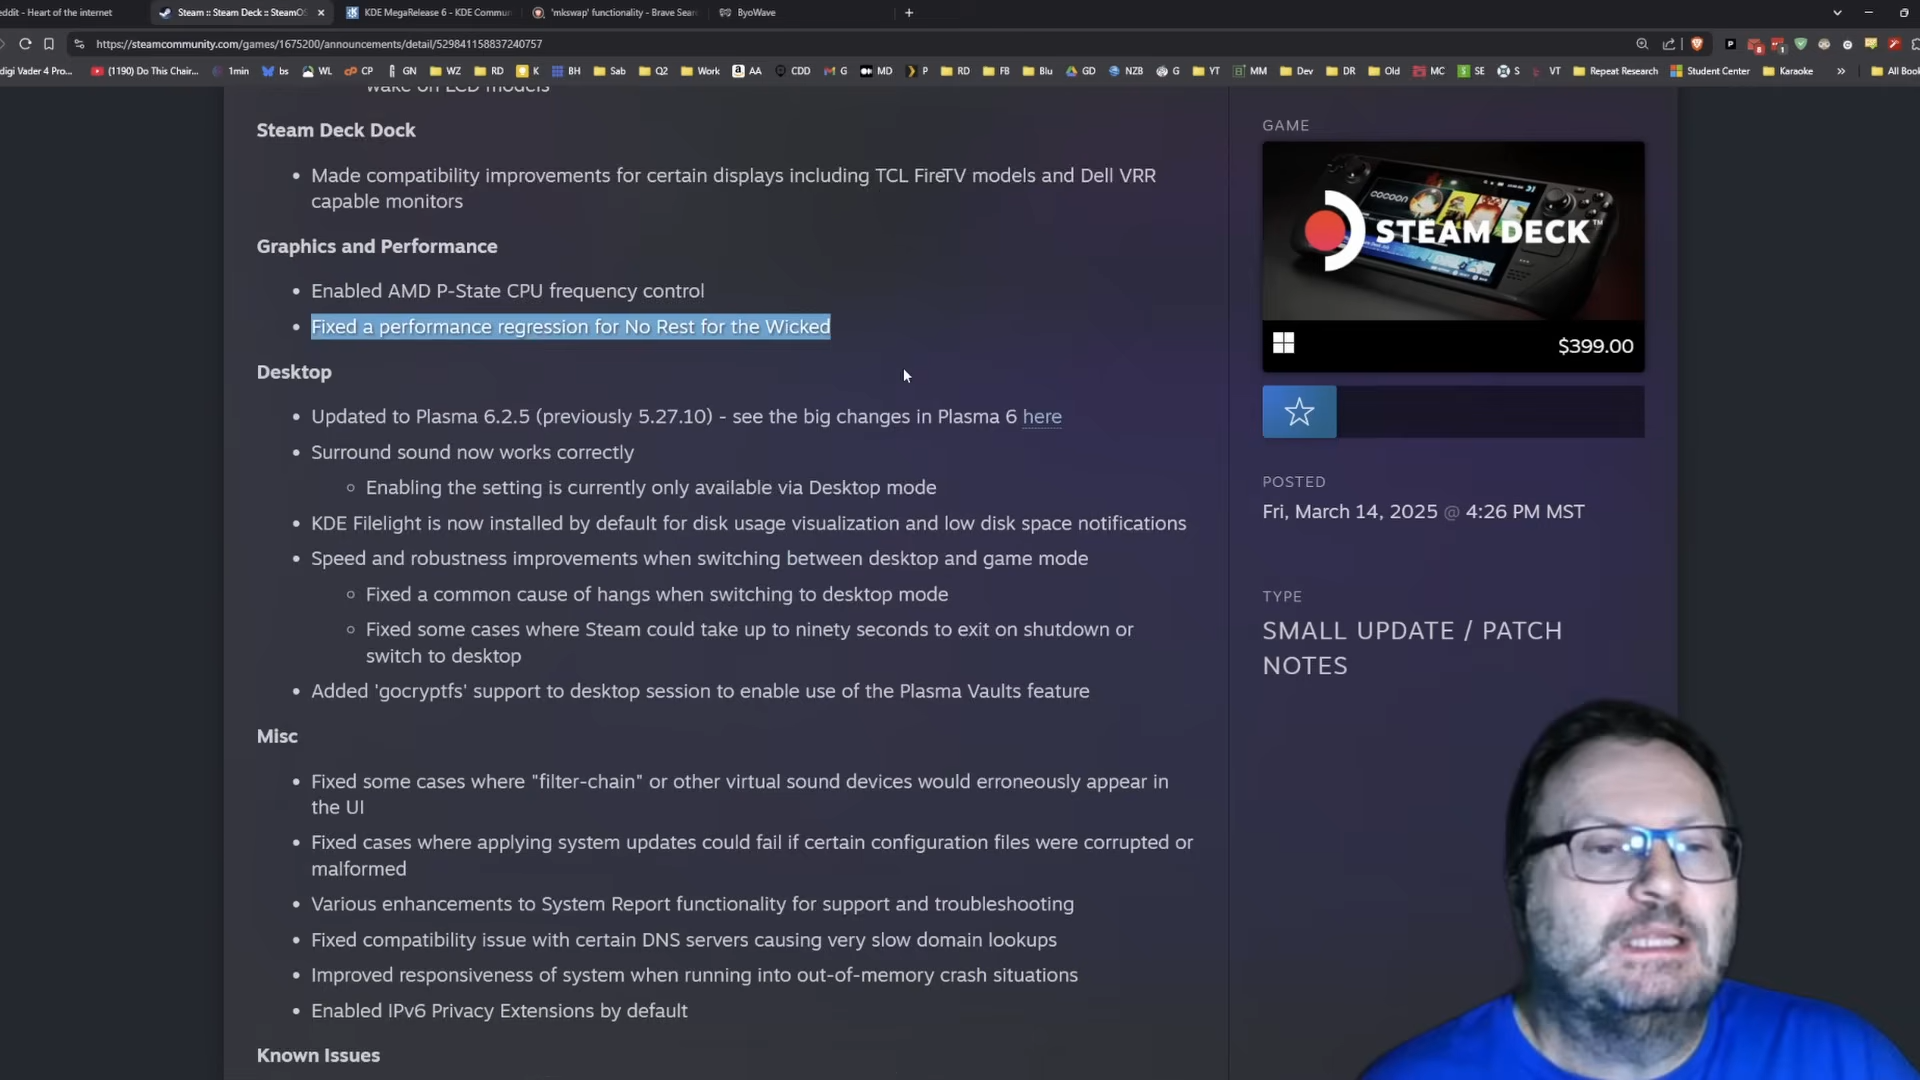 eddit - Heart of the internet
Steam :: Steam Deck :: SteamOS
KDE MegaRelease 6 - KDE Commun
'mkswap' functionality - Brave Sear
ByoWave
https://steamcommunity.com/games/1675200/announcements/detail/529841158837240757
digi Vader 4 Pro...
(1190) Do This Chair...
1min
bs
WL
CP
GN
WZ
RD
K
BH
Sab
Q2
Work
AA
CDD
G
MD
P
RD
FB
Blu
GD
NZB
G
YT
MM
Dev
DR
Old
MC
SE
S
VT
Repeat Research
Student Center
Karaoke
»
All Book
wake on LCD models
Steam Deck Dock
• Made compatibility improvements for certain displays including TCL FireTV models and Dell VRR
capable monitors
Graphics and Performance
• Enabled AMD P-State CPU frequency control
• Fixed a performance regression for No Rest for the Wicked
Desktop
• Updated to Plasma 6.2.5 (previously 5.27.10) - see the big changes in Plasma 6 here
• Surround sound now works correctly
◦ Enabling the setting is currently only available via Desktop mode
• KDE Filelight is now installed by default for disk usage visualization and low disk space notifications
• Speed and robustness improvements when switching between desktop and game mode
◦ Fixed a common cause of hangs when switching to desktop mode
◦ Fixed some cases where Steam could take up to ninety seconds to exit on shutdown or
switch to desktop
• Added 'gocryptfs' support to desktop session to enable use of the Plasma Vaults feature
Misc
• Fixed some cases where "filter-chain" or other virtual sound devices would erroneously appear in
the UI
• Fixed cases where applying system updates could fail if certain configuration files were corrupted or
malformed
• Various enhancements to System Report functionality for support and troubleshooting
• Fixed compatibility issue with certain DNS servers causing very slow domain lookups
• Improved responsiveness of system when running into out-of-memory crash situations
• Enabled IPv6 Privacy Extensions by default
Known Issues
GAME
COCOON
STEAM DECK™
$399.00
POSTED
Fri, March 14, 2025 @ 4:26 PM MST
TYPE
SMALL UPDATE / PATCH
NOTES